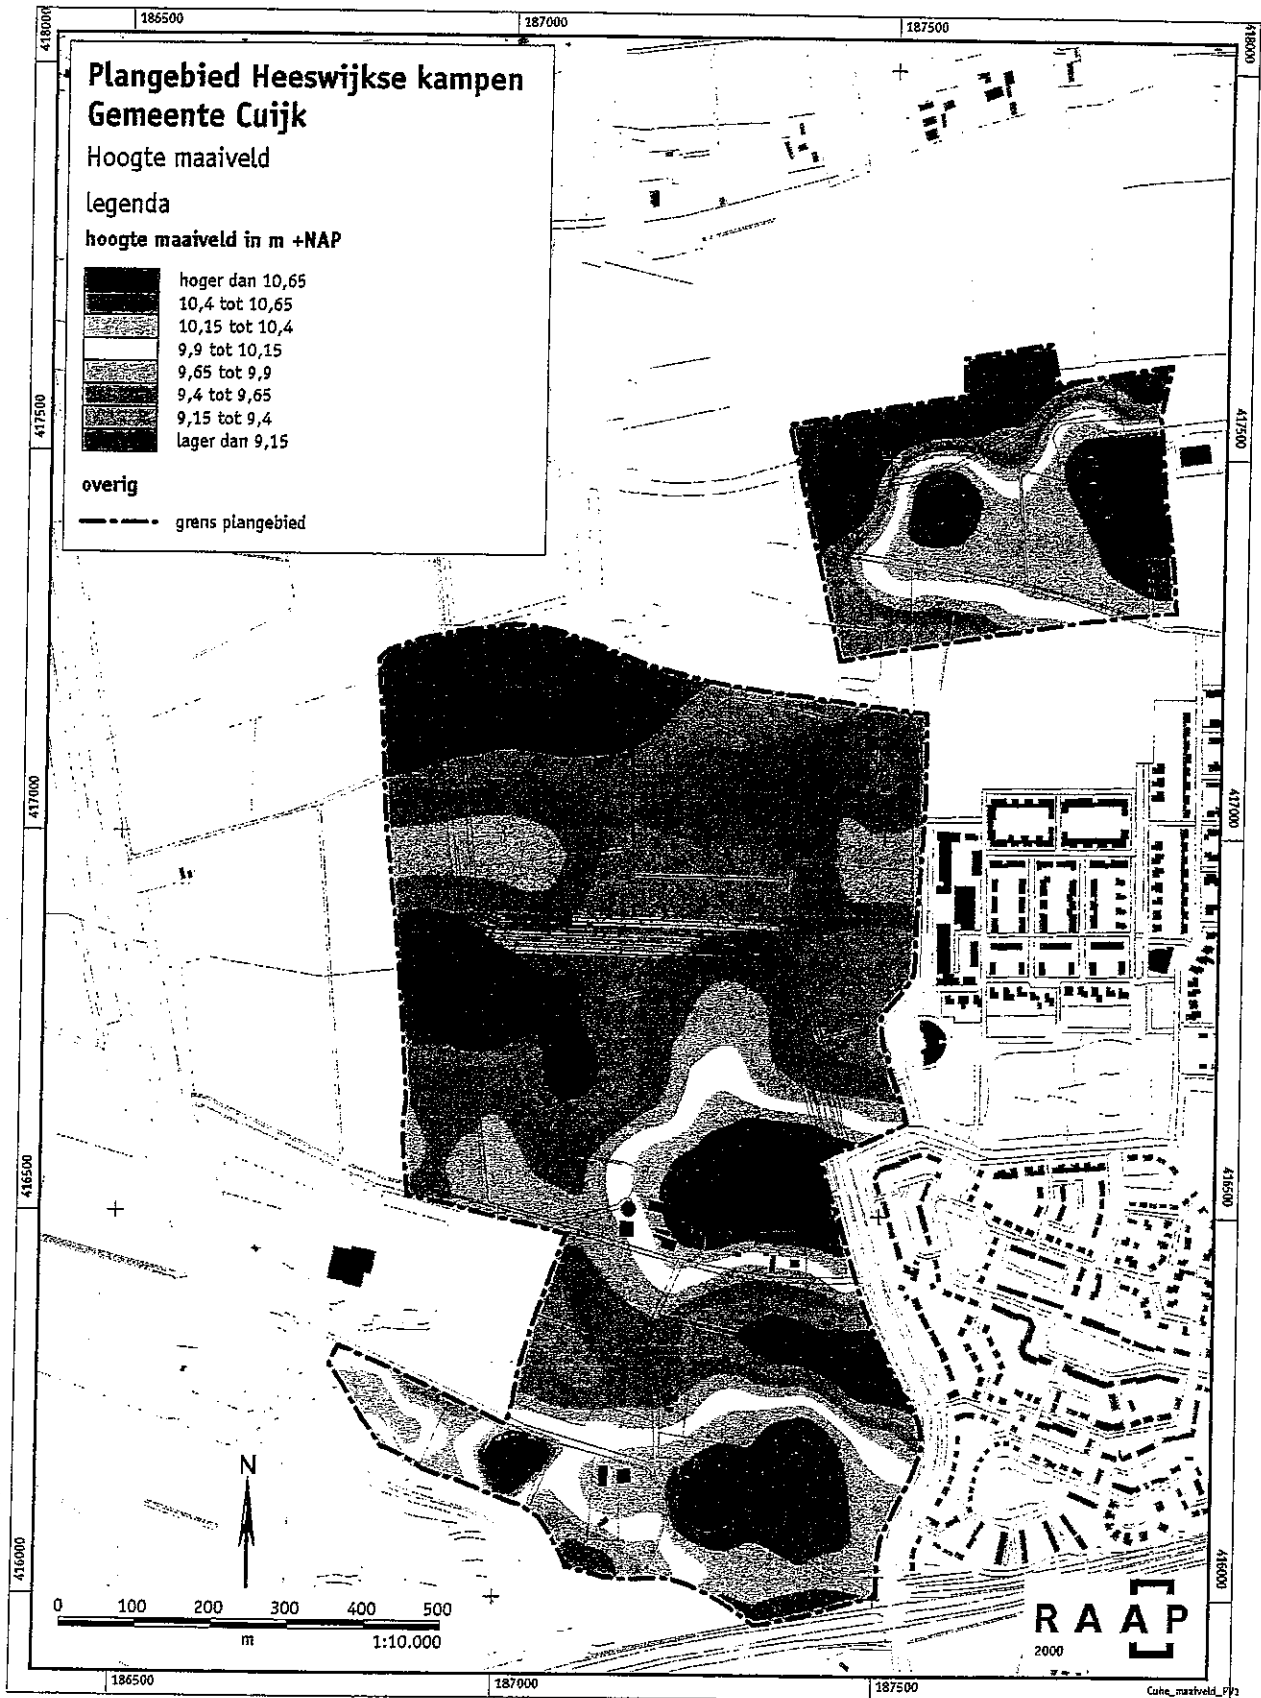 186500
187000
187500
418000
418000
Plangebied Heeswijkse kampen
Gemeente Cuijk
Hoogte maaiveld
legenda
hoogte maaiveld in m +NAP
hoger dan 10,65
10,4 tot 10,65
10,15 tot 10,4
9,9 tot 10,15
9,65 tot 9,9
9,4 tot 9,65
9,15 tot 9,4
lager dan 9,15
overig
grens plangebied
417500
417500
417000
417000
416500
416500
416000
416000
N
0 100 200 300 400 500
m 1:10.000
RAAP
2000
186500
187000
187500